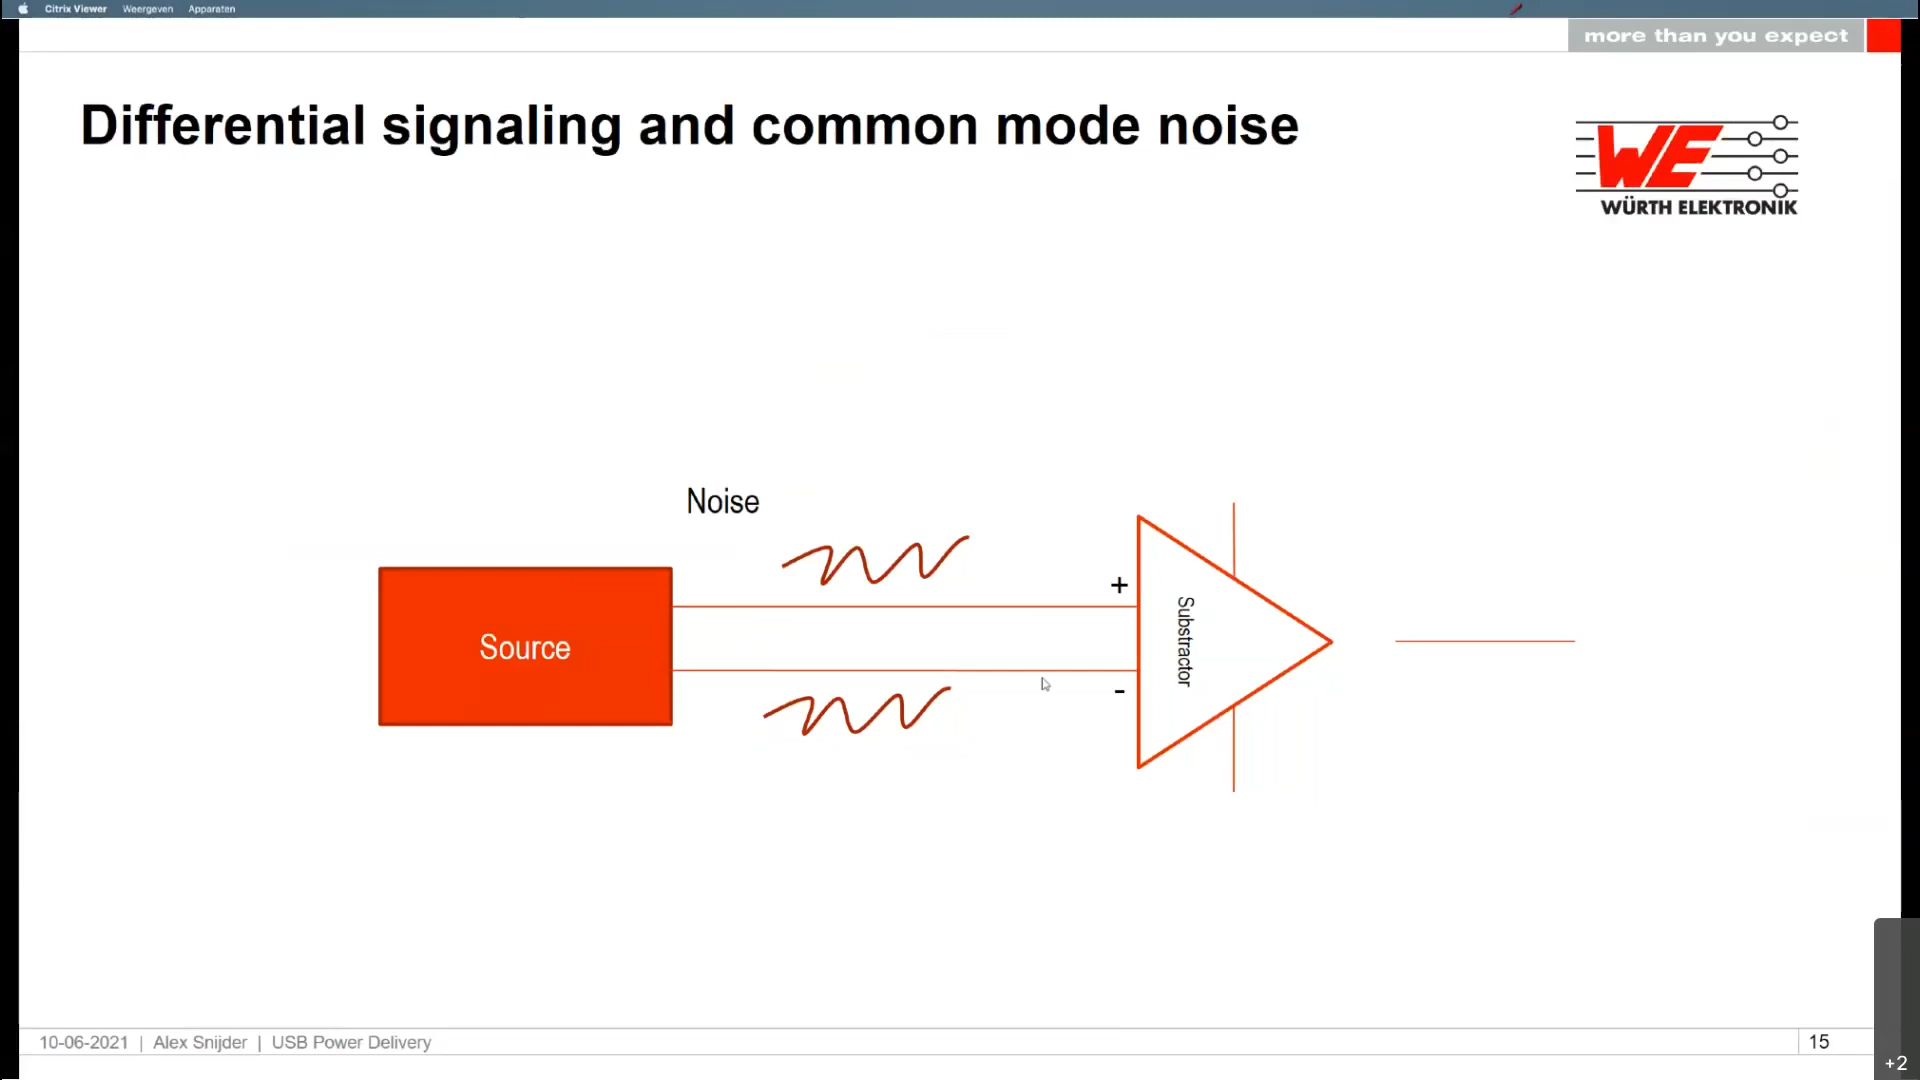 Citrix Viewer Weergeven Apparaten
more than you expect
Differential signaling and common mode noise
WE
WÜRTH ELEKTRONIK
Noise
+
Source
Substractor
-
10-06-2021 | Alex Snijder | USB Power Delivery
15
+2